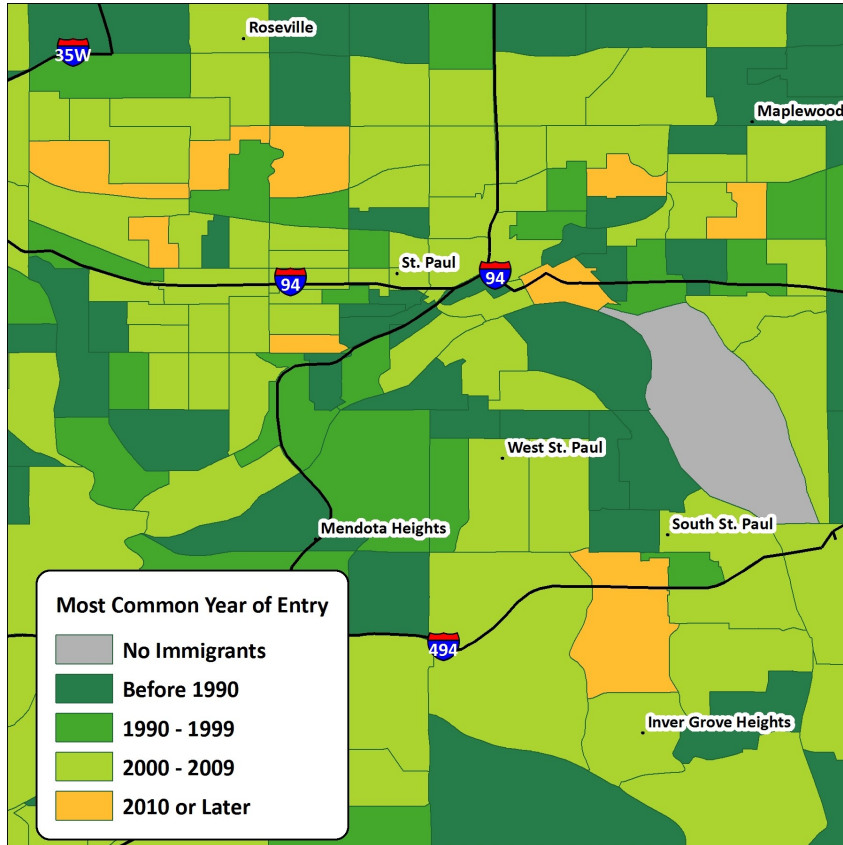 Roseville
35W
Maplewood
St. Paul
94
94
West St. Paul
South St. Paul
Mendota Heights
494
Inver Grove Heights
Most Common Year of Entry
No Immigrants
Before 1990
1990 - 1999
2000 - 2009
2010 or Later